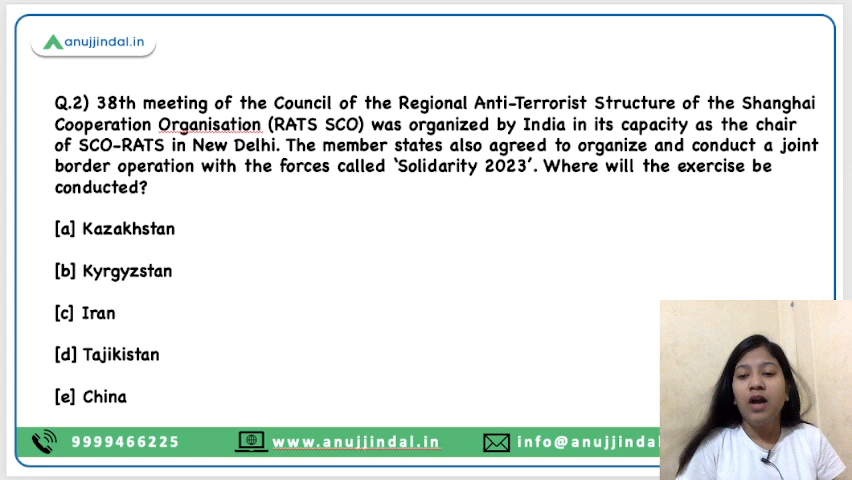 anujjindal.in
Q.2) 38th meeting of the Council of the Regional Anti-Terrorist Structure of the Shanghai
Cooperation Organisation (RATS SCO) was organized by India in its capacity as the chair
of SCO-RATS in New Delhi. The member states also agreed to organize and conduct a joint
border operation with the forces called ‘Solidarity 2023’. Where will the exercise be
conducted?
[a] Kazakhstan
[b] Kyrgyzstan
[c] Iran
[d] Tajikistan
[e] China
9999466225 www.anujjindal.in info@anujjindal